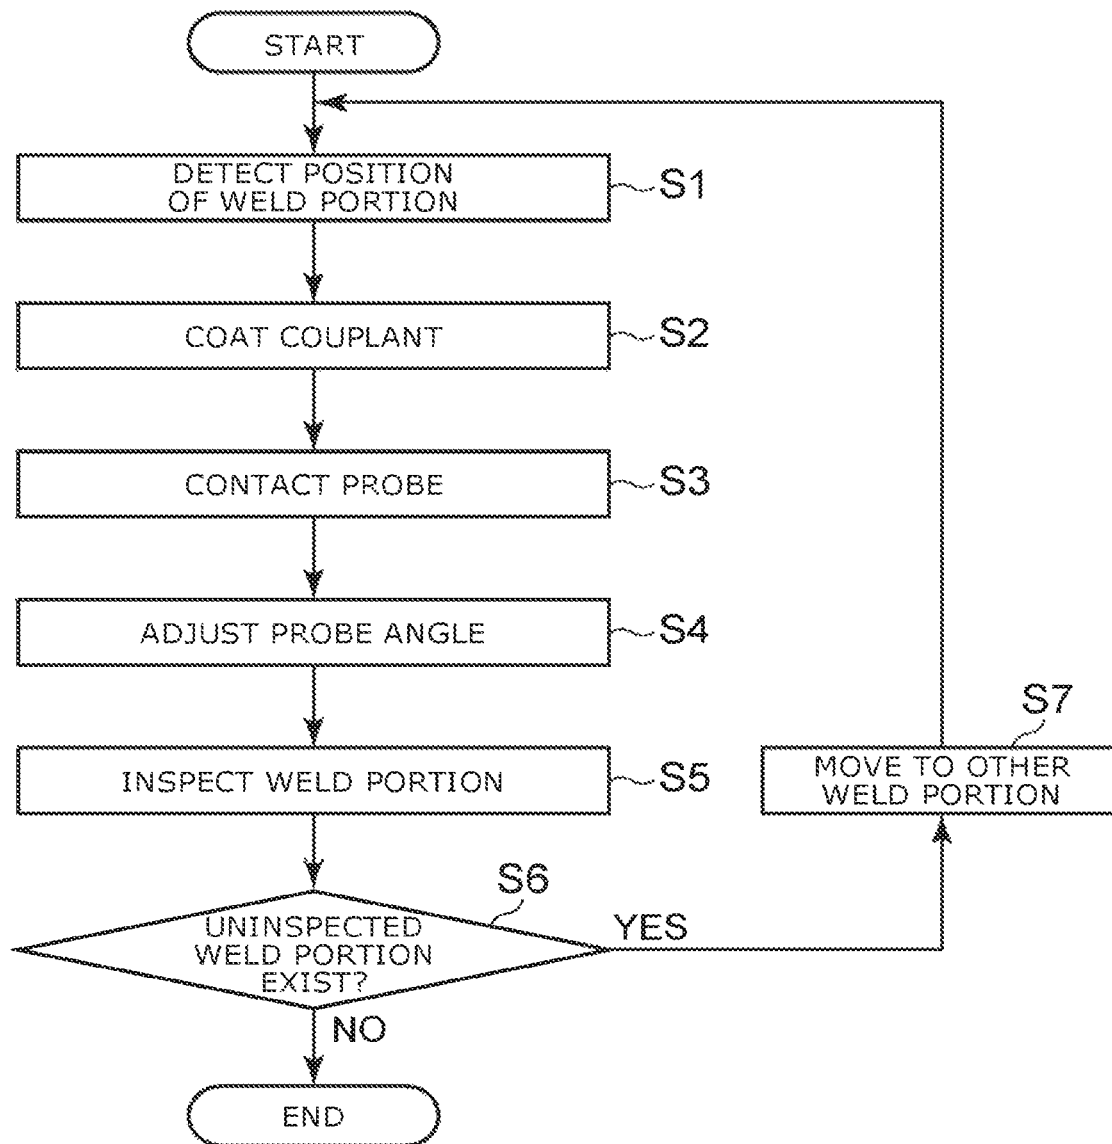 START
DETECT POSITION
OF WELD PORTION
S1
COAT COUPLANT
S2
CONTACT PROBE
S3
ADJUST PROBE ANGLE
S4
INSPECT WELD PORTION
S5
S7
MOVE TO OTHER
WELD PORTION
S6
UNINSPECTED
WELD PORTION
EXIST?
YES
NO
END